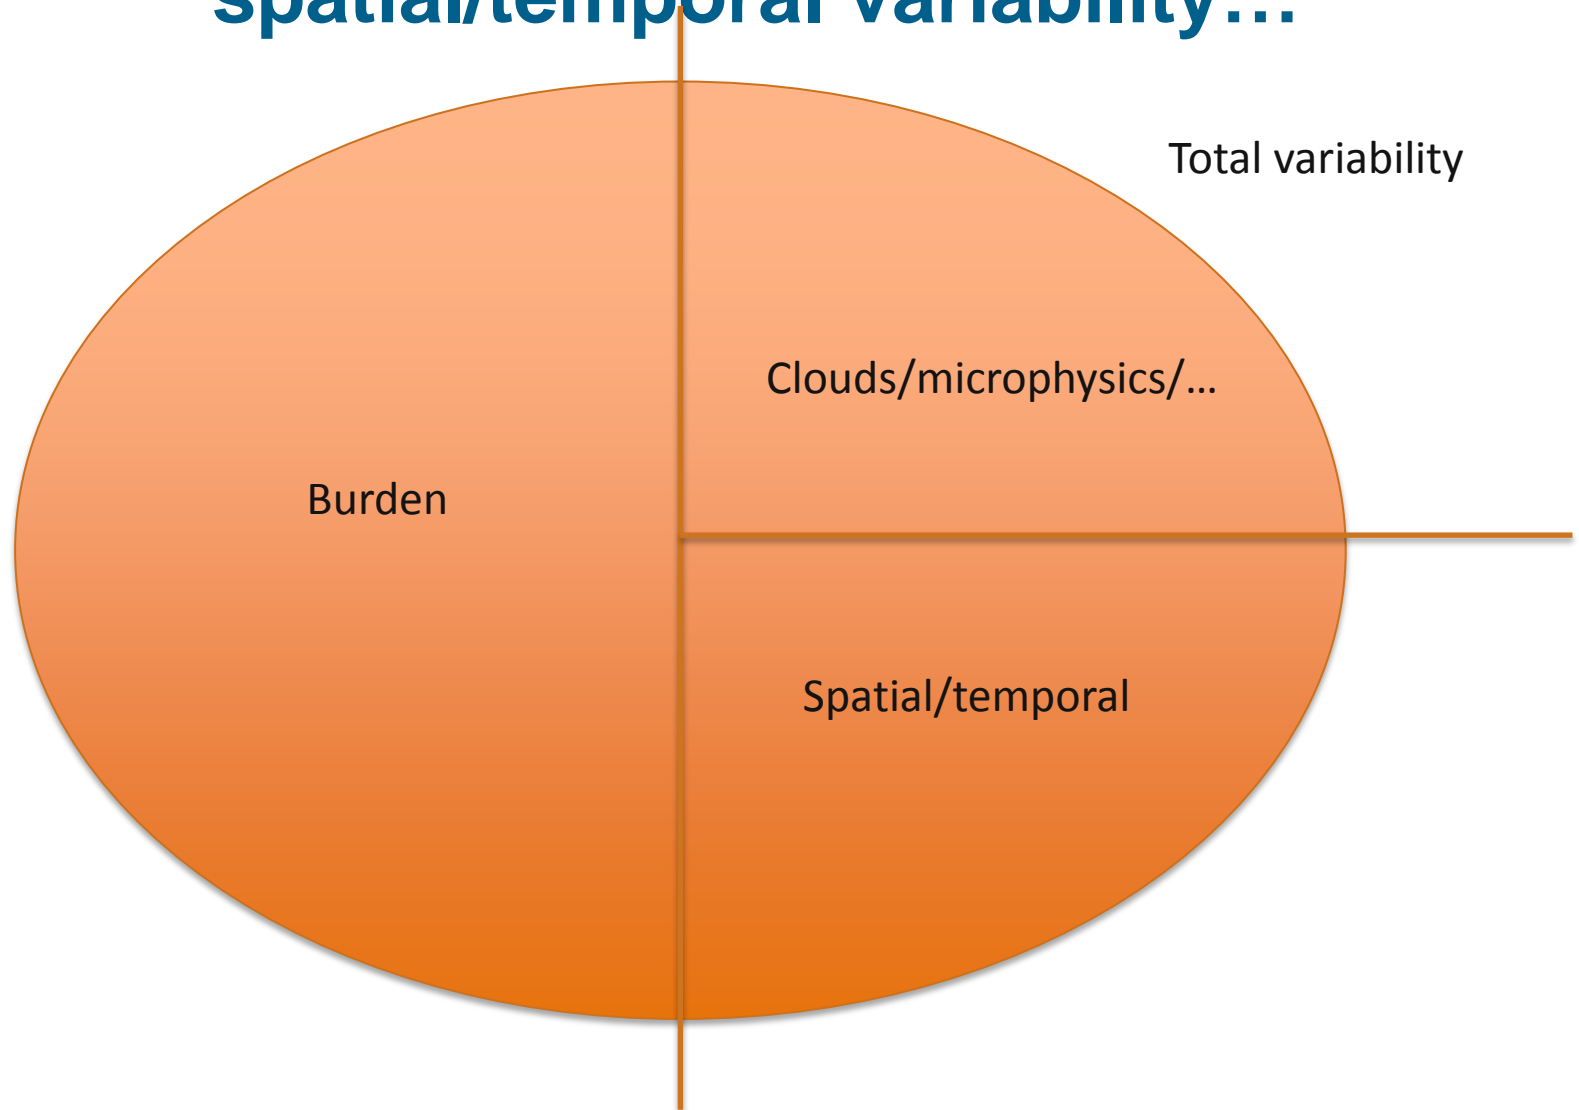 spatial/temporal variability…
Total variability
Clouds/microphysics/…
Burden
Spatial/temporal